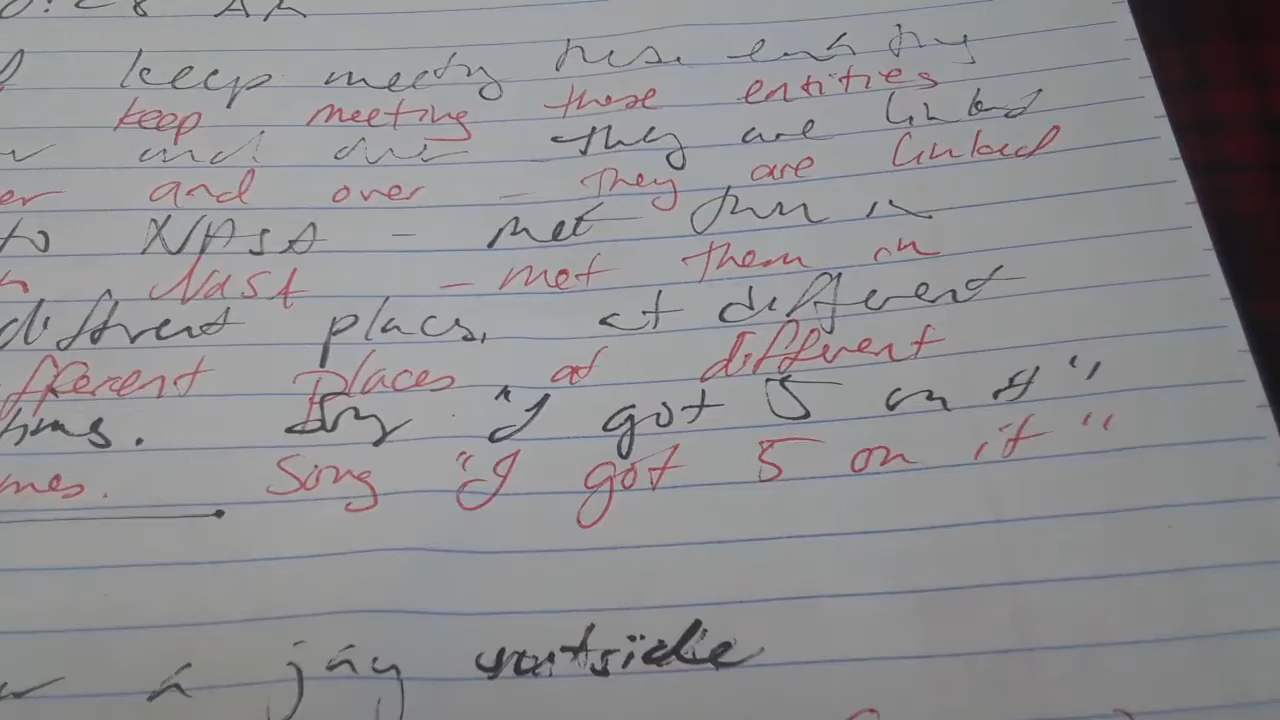 keep meeting
keep meeting these entities
and over they are linked
er and over - They are linked
to NASA - met them in
NASA - met them in
different places, at different
fferent places, at different
times. Song "I got 5 on it"
mes. Song "I got 5 on it"
a jay outside